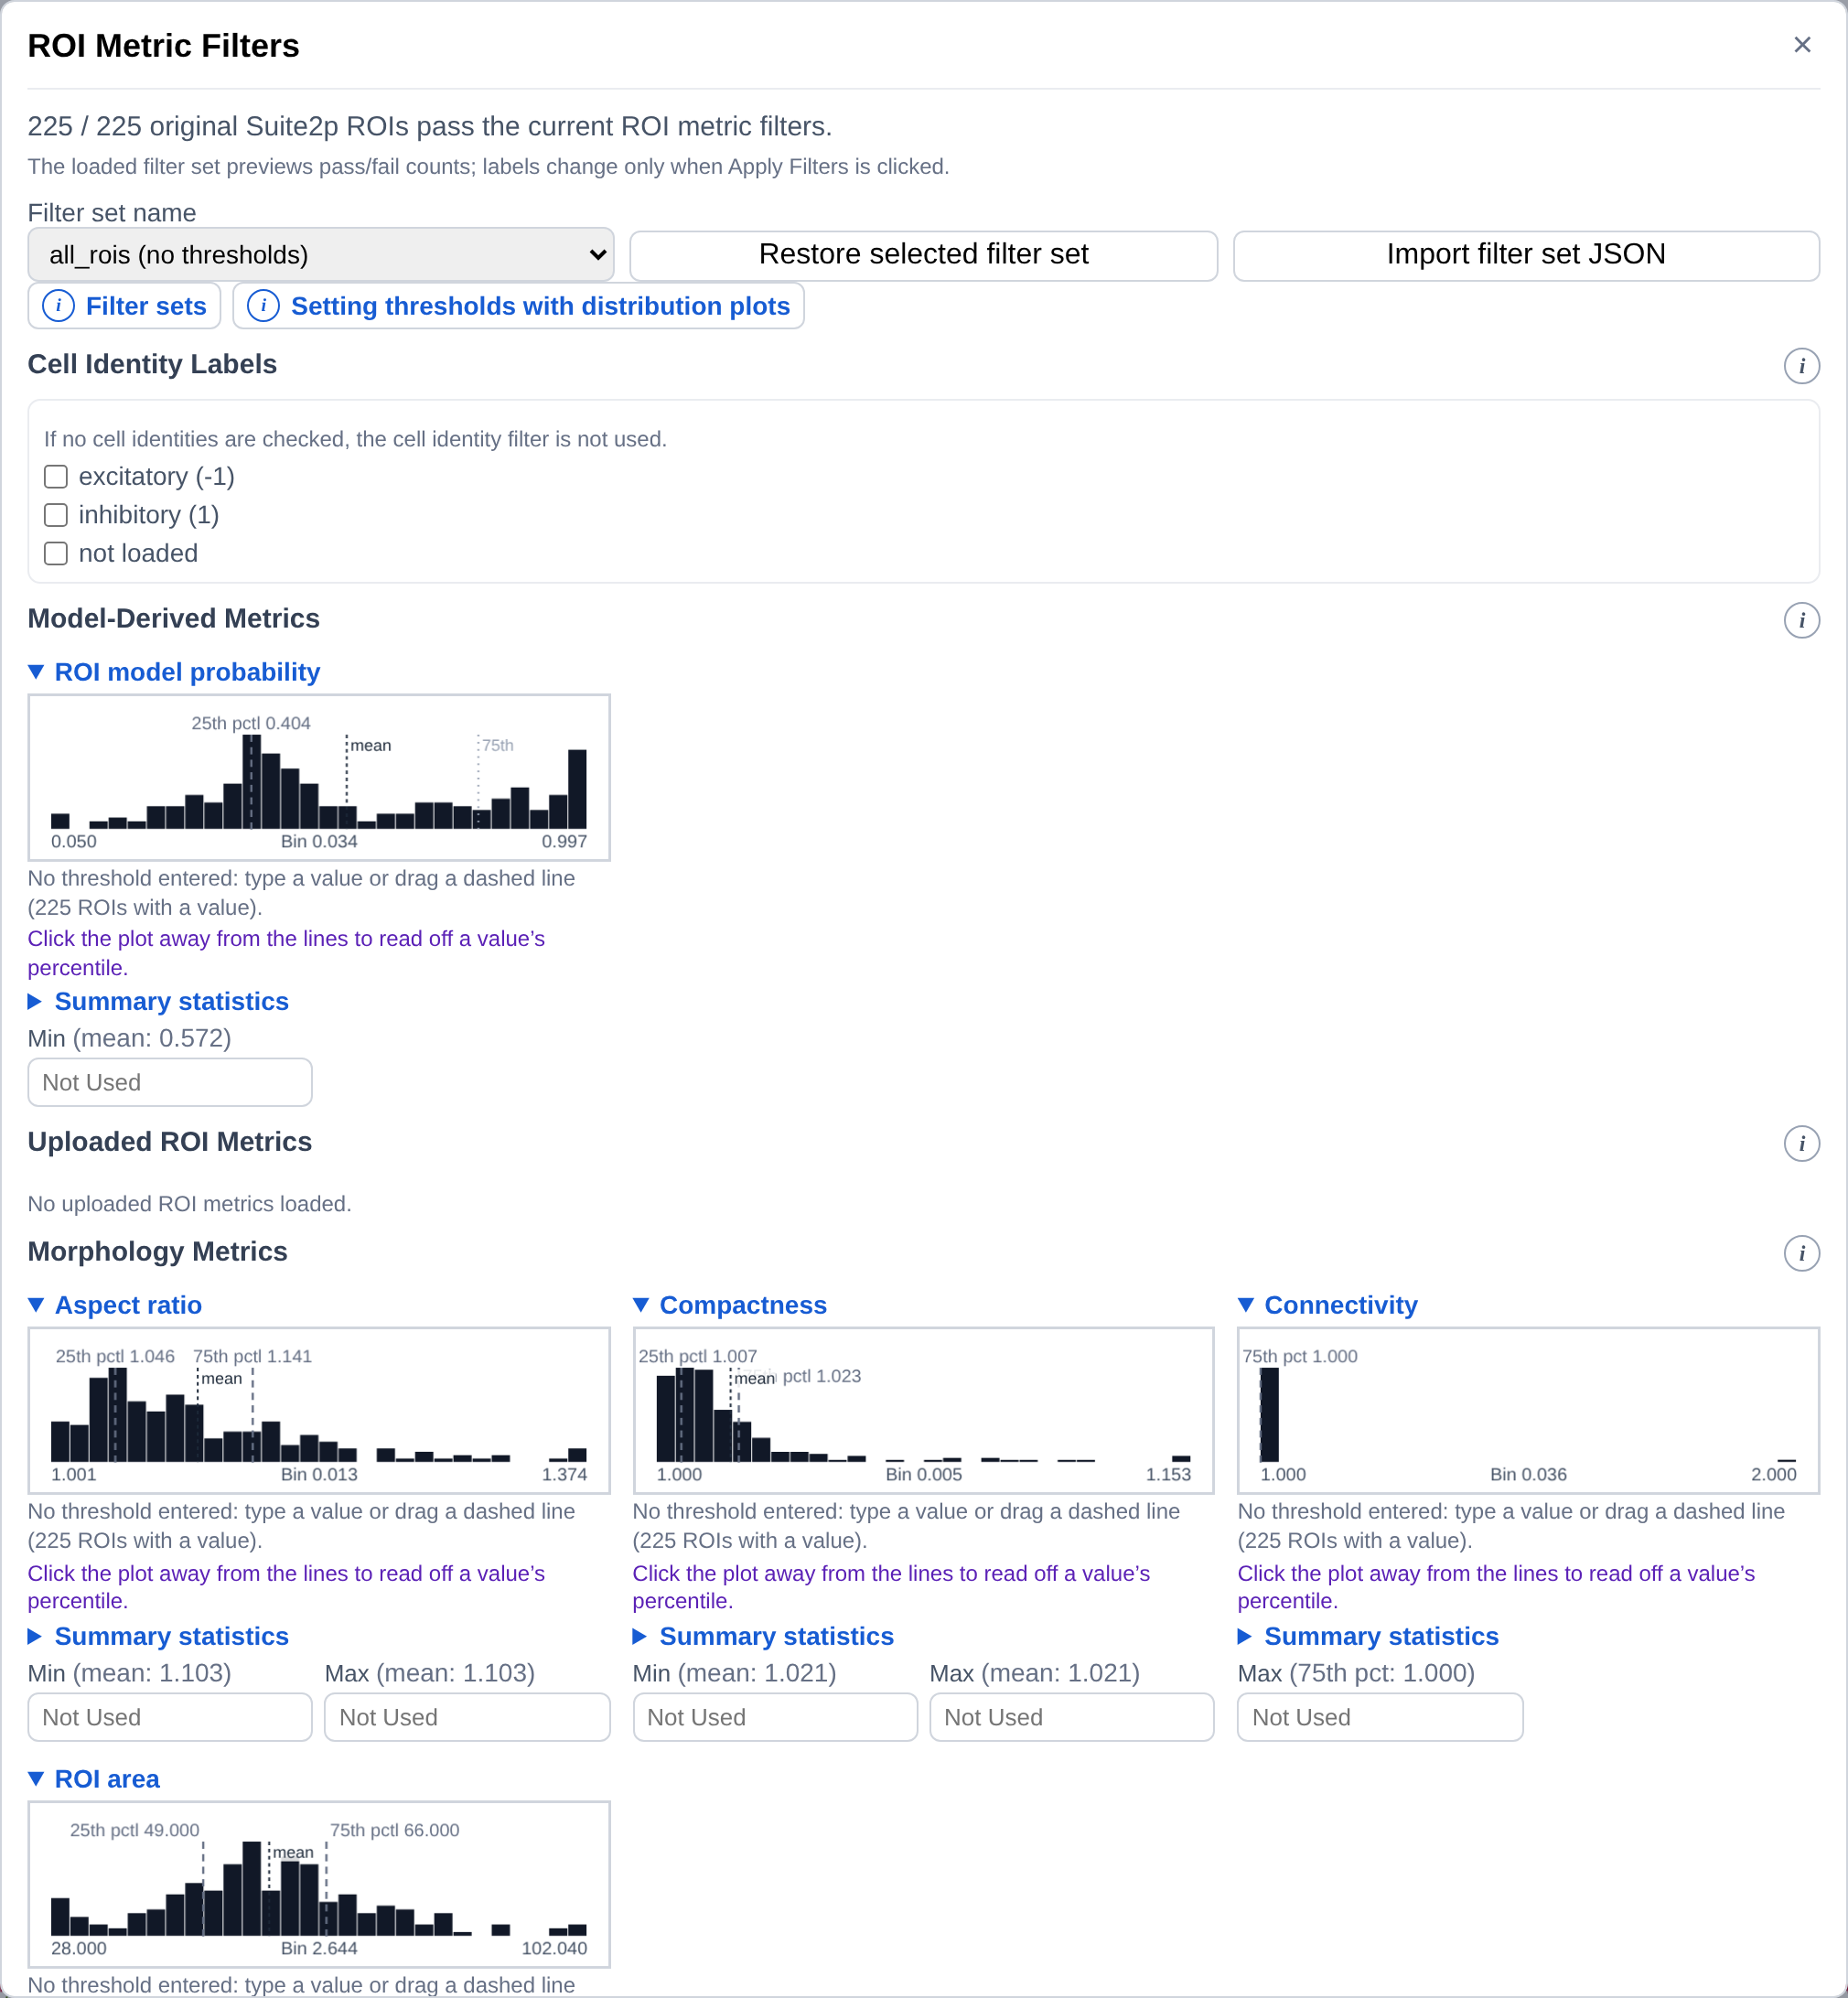 ROI Metric Filters
×
225 / 225 original Suite2p ROIs pass the current ROI metric filters.
The loaded filter set previews pass/fail counts; labels change only when Apply Filters is clicked.
Filter set name
all_rois (no thresholds)
Restore selected filter set
Import filter set JSON
i Filter sets
i Setting thresholds with distribution plots
Cell Identity Labels
i
If no cell identities are checked, the cell identity filter is not used.
excitatory (-1)
inhibitory (1)
not loaded
Model-Derived Metrics
i
ROI model probability
25th pctl 0.404
mean
75th
0.050
Bin 0.034
0.997
No threshold entered: type a value or drag a dashed line
(225 ROIs with a value).
Click the plot away from the lines to read off a value’s
percentile.
Summary statistics
Min (mean: 0.572)
Not Used
Uploaded ROI Metrics
i
No uploaded ROI metrics loaded.
Morphology Metrics
i
Aspect ratio
25th pctl 1.046
75th pctl 1.141
mean
1.001
Bin 0.013
1.374
No threshold entered: type a value or drag a dashed line
(225 ROIs with a value).
Click the plot away from the lines to read off a value’s
percentile.
Summary statistics
Min (mean: 1.103)
Max (mean: 1.103)
Not Used
Not Used
Compactness
25th pctl 1.007
mean
pctl 1.023
1.000
Bin 0.005
1.153
No threshold entered: type a value or drag a dashed line
(225 ROIs with a value).
Click the plot away from the lines to read off a value’s
percentile.
Summary statistics
Min (mean: 1.021)
Max (mean: 1.021)
Not Used
Not Used
Connectivity
75th pct 1.000
1.000
Bin 0.036
2.000
No threshold entered: type a value or drag a dashed line
(225 ROIs with a value).
Click the plot away from the lines to read off a value’s
percentile.
Summary statistics
Max (75th pct: 1.000)
Not Used
ROI area
25th pctl 49.000
75th pctl 66.000
mean
28.000
Bin 2.644
102.040
No threshold entered: type a value or drag a dashed line